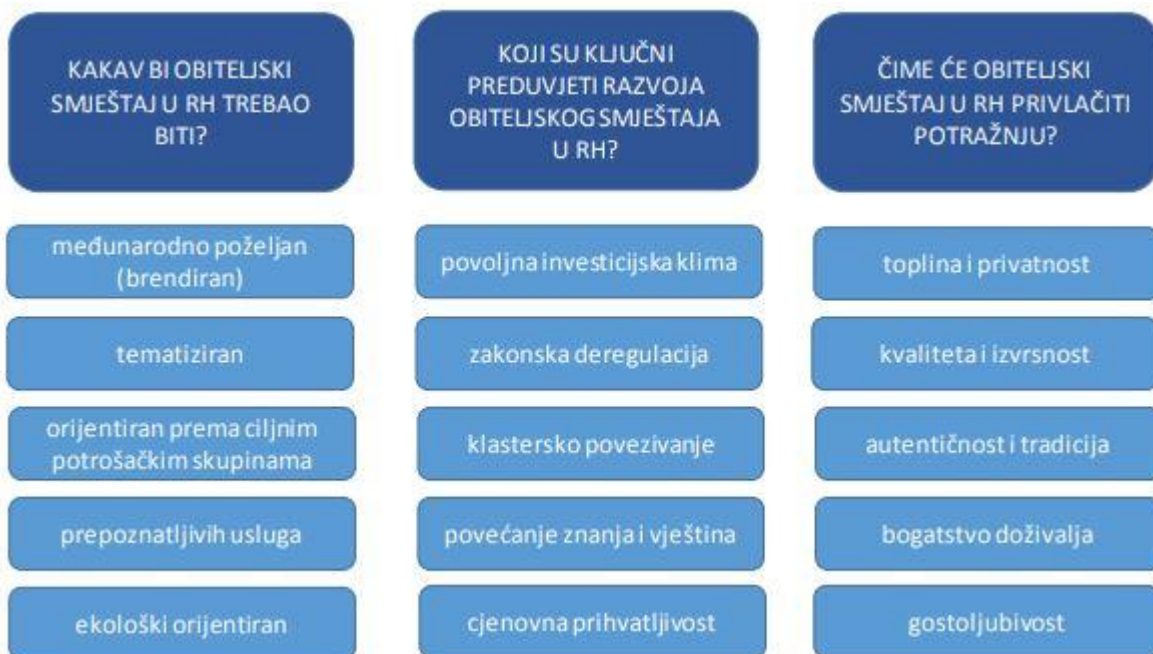 KAKAV BI OBITELJSKI
SMJEŠTAJ U RH TREBAO
BITI?
međunarodno poželjan
(brendiran)
tematiziran
orijentiran prema ciljnim
potrošačkim skupinama
prepoznatljivih usluga
ekološki orijentiran
KOJI SU KLJUČNI
PREDUVJETI RAZVOJA
OBITELJSKOG SMJEŠTAJA
U RH?
povoljna investicijska klima
zakonska deregulacija
klastersko povezivanje
povećanje znanja i vještina
cjenovna prihvatljivost
ČIME ĆE OBITELJSKI
SMJEŠTAJ U RH PRIVLAČITI
POTRAŽNJU?
toplina i privatnost
kvaliteta i izvrsnost
autentičnost i tradicija
bogatstvo doživalja
gostoljubivost